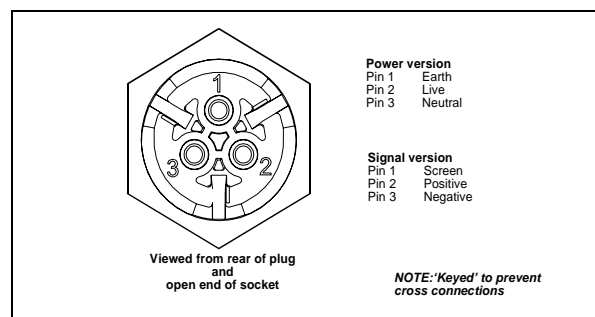 1
3
2
Viewed from rear of plug
and
open end of socket
Power version
Pin 1 Earth
Pin 2 Live
Pin 3 Neutral
Signal version
Pin 1 Screen
Pin 2 Positive
Pin 3 Negative
NOTE:'Keyed' to prevent
cross connections